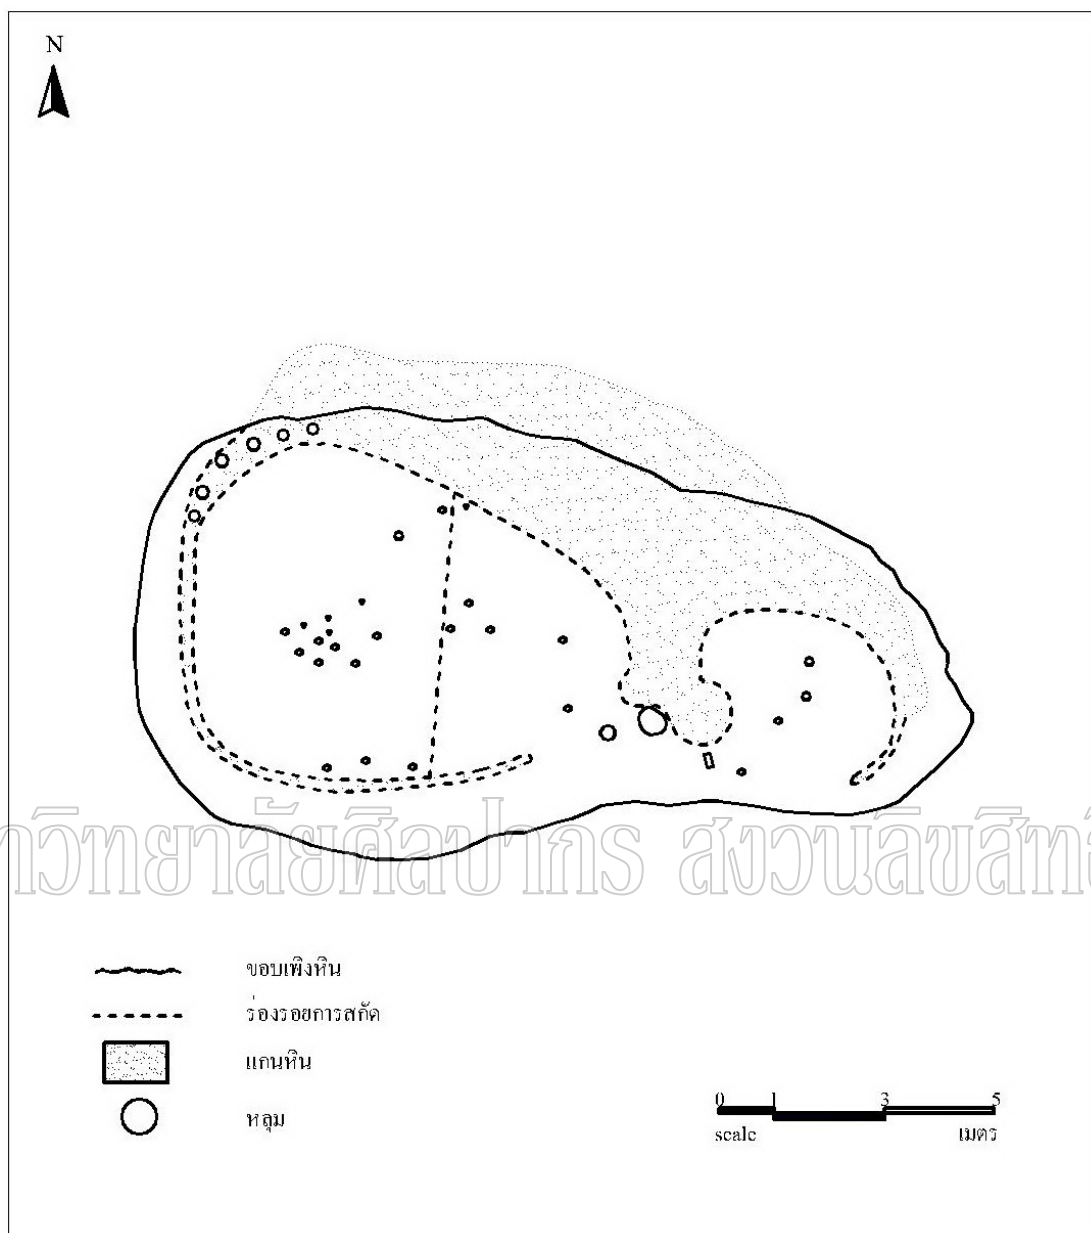 N
าวิทยาลัยศิลปากร สงวนลิขสิท
ขอบเพิงหิน
ร่องรอยการสกัด
แกนหิน
หลุม
0 1 3 5
scale เมตร